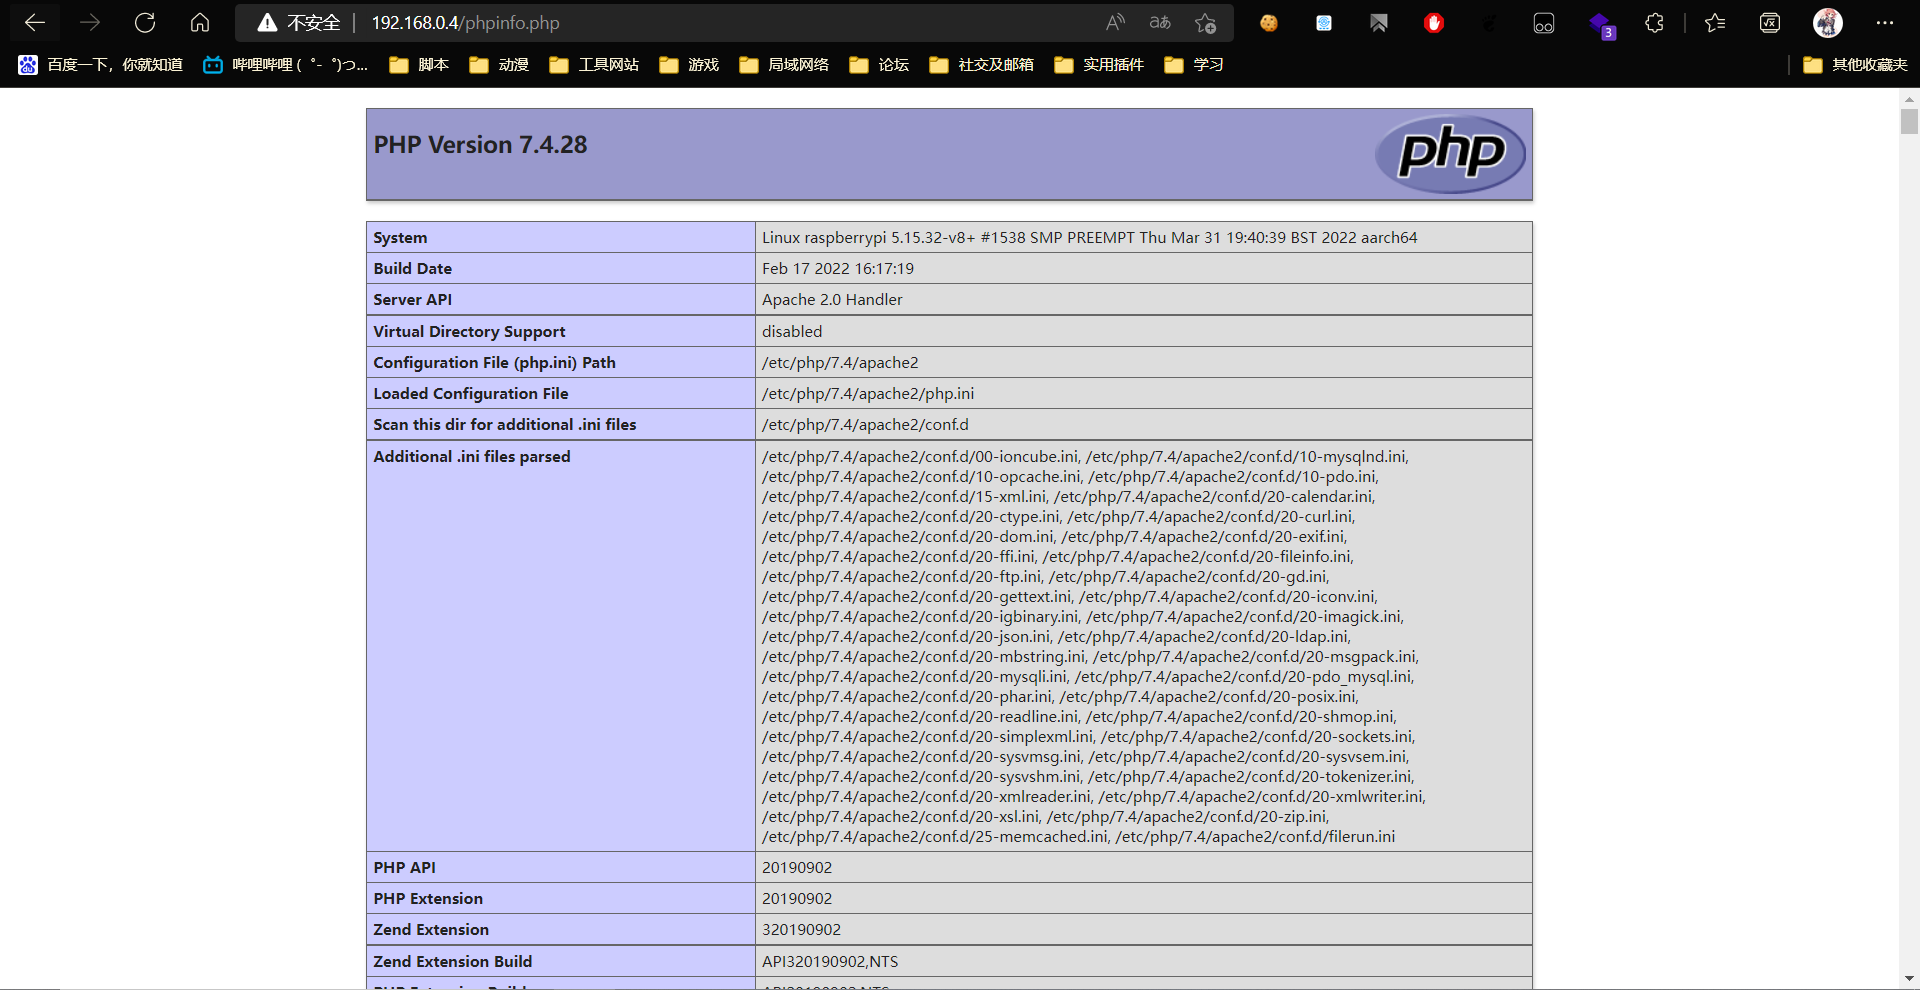 不安全 192.168.0.4/phpinfo.php
3
百度一下，你就知道 哔哩哔哩 (゜-゜)つ... 脚本 动漫 工具网站 游戏 局域网络 论坛 社交及邮箱 实用插件 学习 其他收藏夹
PHP Version 7.4.28
php
System Linux raspberrypi 5.15.32-v8+ #1538 SMP PREEMPT Thu Mar 31 19:40:39 BST 2022 aarch64
Build Date Feb 17 2022 16:17:19
Server API Apache 2.0 Handler
Virtual Directory Support disabled
Configuration File (php.ini) Path /etc/php/7.4/apache2
Loaded Configuration File /etc/php/7.4/apache2/php.ini
Scan this dir for additional .ini files /etc/php/7.4/apache2/conf.d
Additional .ini files parsed /etc/php/7.4/apache2/conf.d/00-ioncube.ini, /etc/php/7.4/apache2/conf.d/10-mysqlnd.ini,
/etc/php/7.4/apache2/conf.d/10-opcache.ini, /etc/php/7.4/apache2/conf.d/10-pdo.ini,
/etc/php/7.4/apache2/conf.d/15-xml.ini, /etc/php/7.4/apache2/conf.d/20-calendar.ini,
/etc/php/7.4/apache2/conf.d/20-ctype.ini, /etc/php/7.4/apache2/conf.d/20-curl.ini,
/etc/php/7.4/apache2/conf.d/20-dom.ini, /etc/php/7.4/apache2/conf.d/20-exif.ini,
/etc/php/7.4/apache2/conf.d/20-ffi.ini, /etc/php/7.4/apache2/conf.d/20-fileinfo.ini,
/etc/php/7.4/apache2/conf.d/20-ftp.ini, /etc/php/7.4/apache2/conf.d/20-gd.ini,
/etc/php/7.4/apache2/conf.d/20-gettext.ini, /etc/php/7.4/apache2/conf.d/20-iconv.ini,
/etc/php/7.4/apache2/conf.d/20-igbinary.ini, /etc/php/7.4/apache2/conf.d/20-imagick.ini,
/etc/php/7.4/apache2/conf.d/20-json.ini, /etc/php/7.4/apache2/conf.d/20-ldap.ini,
/etc/php/7.4/apache2/conf.d/20-mbstring.ini, /etc/php/7.4/apache2/conf.d/20-msgpack.ini,
/etc/php/7.4/apache2/conf.d/20-mysqli.ini, /etc/php/7.4/apache2/conf.d/20-pdo_mysql.ini,
/etc/php/7.4/apache2/conf.d/20-phar.ini, /etc/php/7.4/apache2/conf.d/20-posix.ini,
/etc/php/7.4/apache2/conf.d/20-readline.ini, /etc/php/7.4/apache2/conf.d/20-shmop.ini,
/etc/php/7.4/apache2/conf.d/20-simplexml.ini, /etc/php/7.4/apache2/conf.d/20-sockets.ini,
/etc/php/7.4/apache2/conf.d/20-sysvmsg.ini, /etc/php/7.4/apache2/conf.d/20-sysvsem.ini,
/etc/php/7.4/apache2/conf.d/20-sysvshm.ini, /etc/php/7.4/apache2/conf.d/20-tokenizer.ini,
/etc/php/7.4/apache2/conf.d/20-xmlreader.ini, /etc/php/7.4/apache2/conf.d/20-xmlwriter.ini,
/etc/php/7.4/apache2/conf.d/20-xsl.ini, /etc/php/7.4/apache2/conf.d/20-zip.ini,
/etc/php/7.4/apache2/conf.d/25-memcached.ini, /etc/php/7.4/apache2/conf.d/filerun.ini
PHP API 20190902
PHP Extension 20190902
Zend Extension 320190902
Zend Extension Build API320190902,NTS